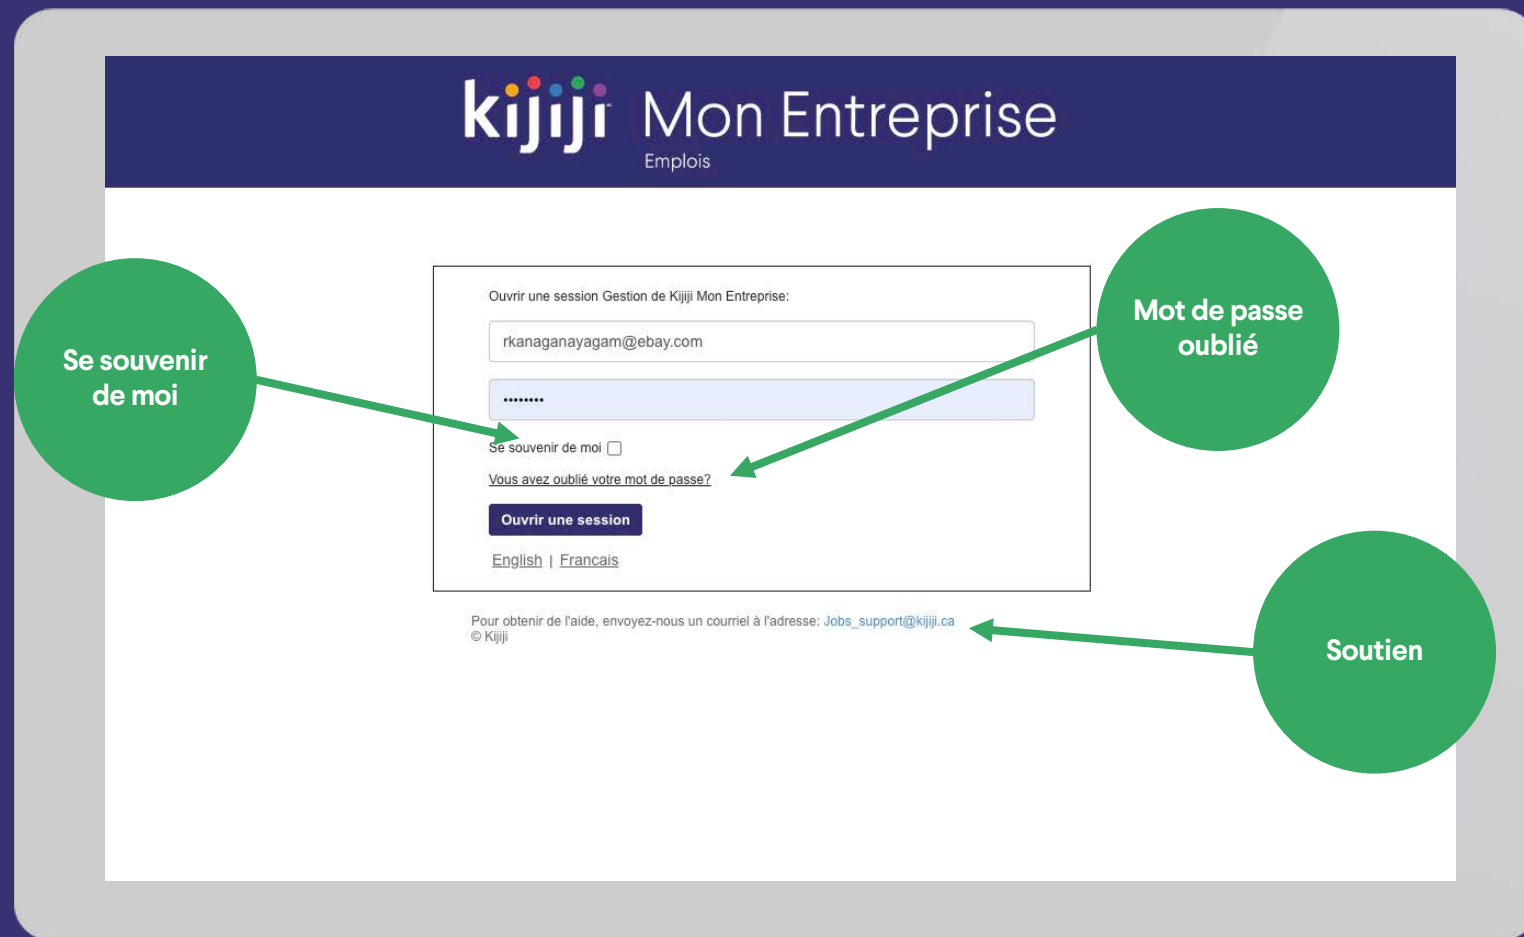 kijiji Mon Entreprise
Emplois
Ouvrir une session Gestion de Kijiji Mon Entreprise:
rkanaganayagam@ebay.com
••••••••
Se souvenir de moi
Vous avez oublié votre mot de passe?
Ouvrir une session
English | Francais
Pour obtenir de l'aide, envoyez-nous un courriel à l'adresse: Jobs_support@kijiji.ca
© Kijiji
Se souvenir
de moi
Mot de passe
oublié
Soutien